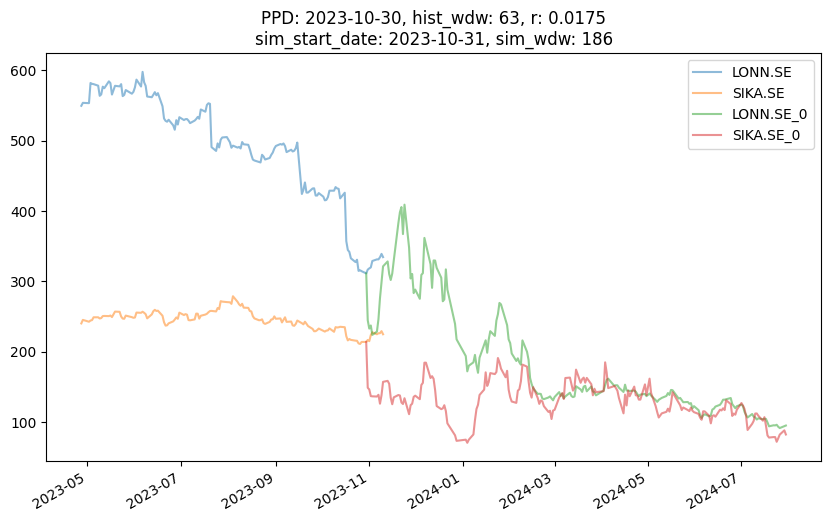 PPD: 2023-10-30, hist_wdw: 63, r: 0.0175
sim_start_date: 2023-10-31, sim_wdw: 186
LONN.SE
SIKA.SE
LONN.SE_0
SIKA.SE_0
600
500
400
300
200
100
2023-05
2023-07
2023-09
2023-11
2024-01
2024-03
2024-05
2024-07